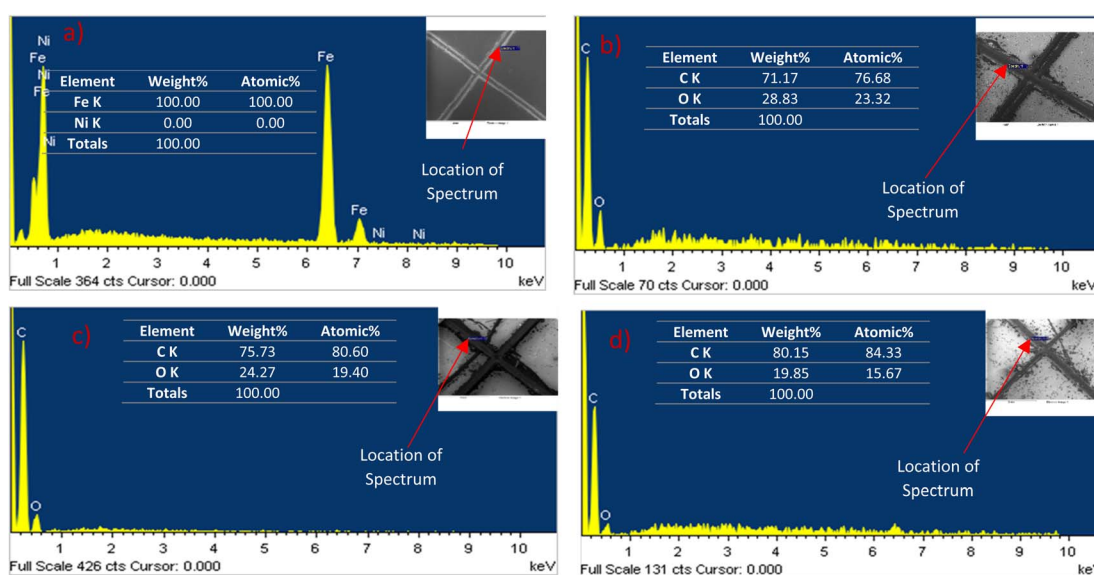 a)
Ni
Fe
Ni
Fe
Ni
Fe
Fe
Ni
Ni
Element Weight% Atomic%
Fe K 100.00 100.00
Ni K 0.00 0.00
Totals 100.00
Location of
Spectrum
1 2 3 4 5 6 7 8 9 10
Full Scale 364 cts Cursor: 0.000 keV
b)
C
O
Element Weight% Atomic%
C K 71.17 76.68
O K 28.83 23.32
Totals 100.00
Location of
Spectrum
1 2 3 4 5 6 7 8 9 10
Full Scale 70 cts Cursor: 0.000 keV
c)
C
O
Element Weight% Atomic%
C K 75.73 80.60
O K 24.27 19.40
Totals 100.00
Location of
Spectrum
1 2 3 4 5 6 7 8 9 10
Full Scale 426 cts Cursor: 0.000 keV
d)
C
O
Element Weight% Atomic%
C K 80.15 84.33
O K 19.85 15.67
Totals 100.00
Location of
Spectrum
1 2 3 4 5 6 7 8 9 10
Full Scale 131 cts Cursor: 0.000 keV